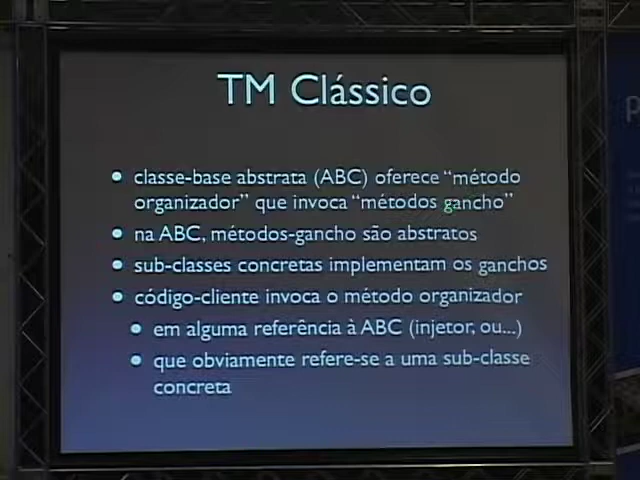 TM Clássico
• classe-base abstrata (ABC) oferece “método
organizador” que invoca “métodos gancho”
• na ABC, métodos-gancho são abstratos
• sub-classes concretas implementam os ganchos
• código-cliente invoca o método organizador
• em alguma referência à ABC (injetor, ou...)
• que obviamente refere-se a uma sub-classe
concreta